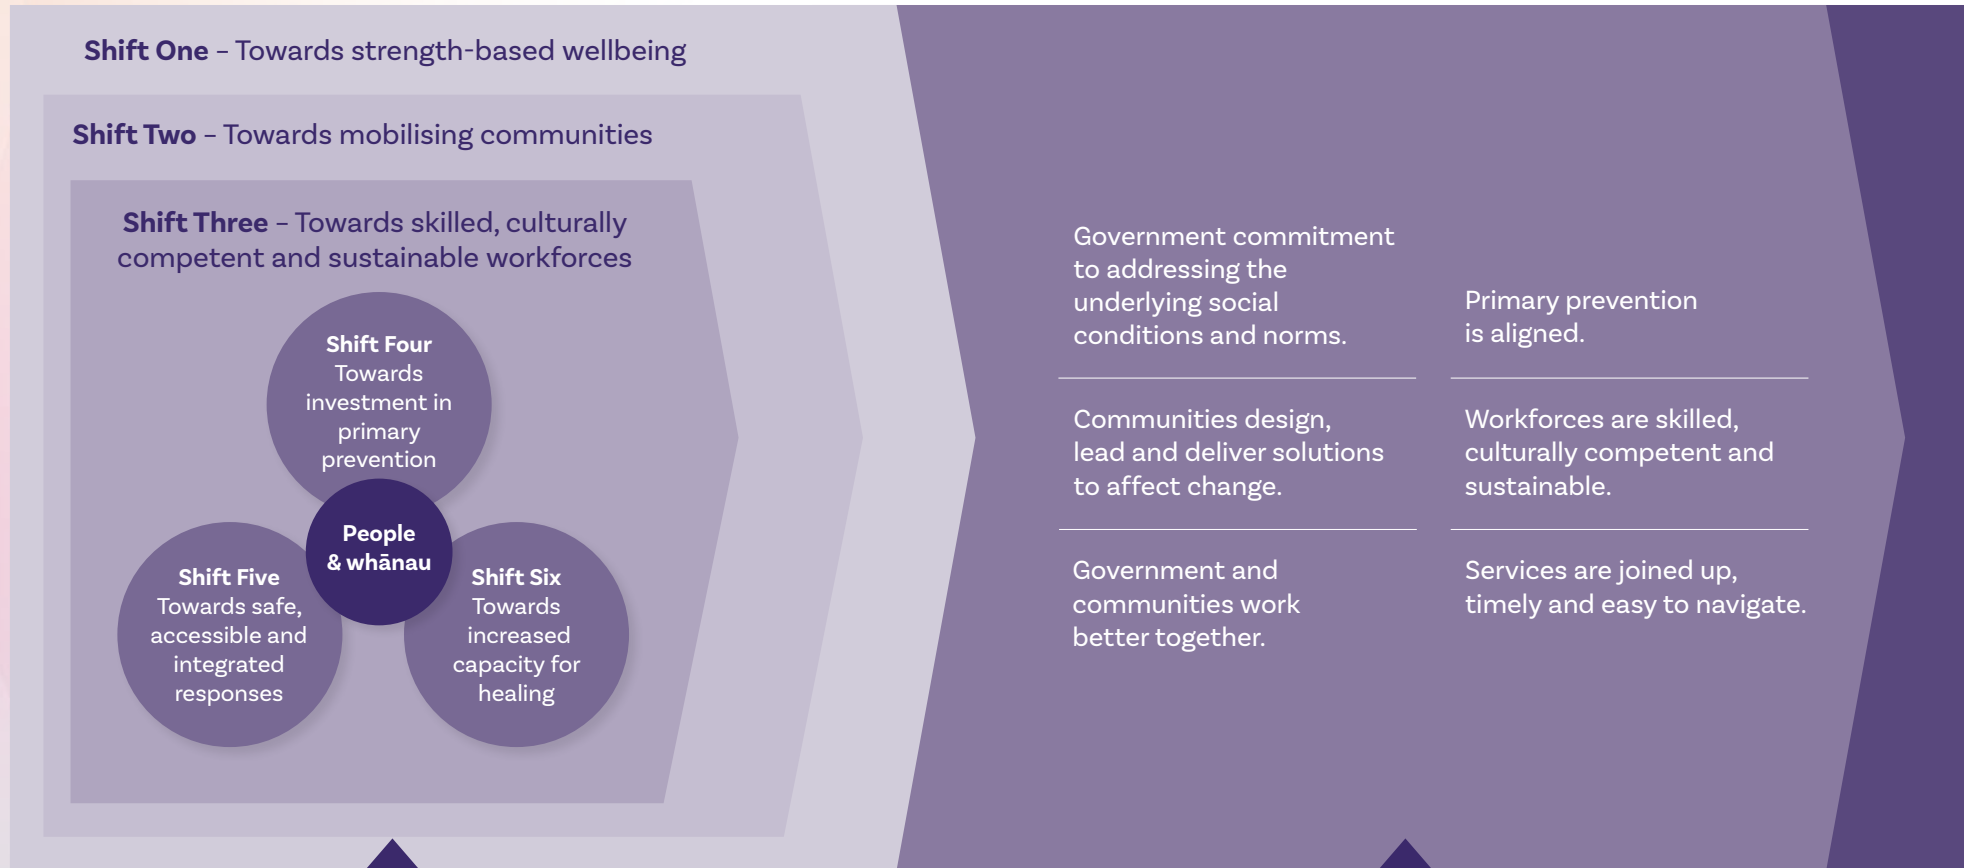 Shift One – Towards strength-based wellbeing
Shift Two – Towards mobilising communities
Shift Three – Towards skilled, culturally
competent and sustainable workforces
Shift Four
Towards
investment in
primary
prevention
People
& whānau
Shift Five
Towards safe,
accessible and
integrated
responses
Shift Six
Towards
increased
capacity for
healing
Government commitment
to addressing the
underlying social
conditions and norms.
Primary prevention
is aligned.
Communities design,
lead and deliver solutions
to affect change.
Workforces are skilled,
culturally competent and
sustainable.
Government and
communities work
better together.
Services are joined up,
timely and easy to navigate.